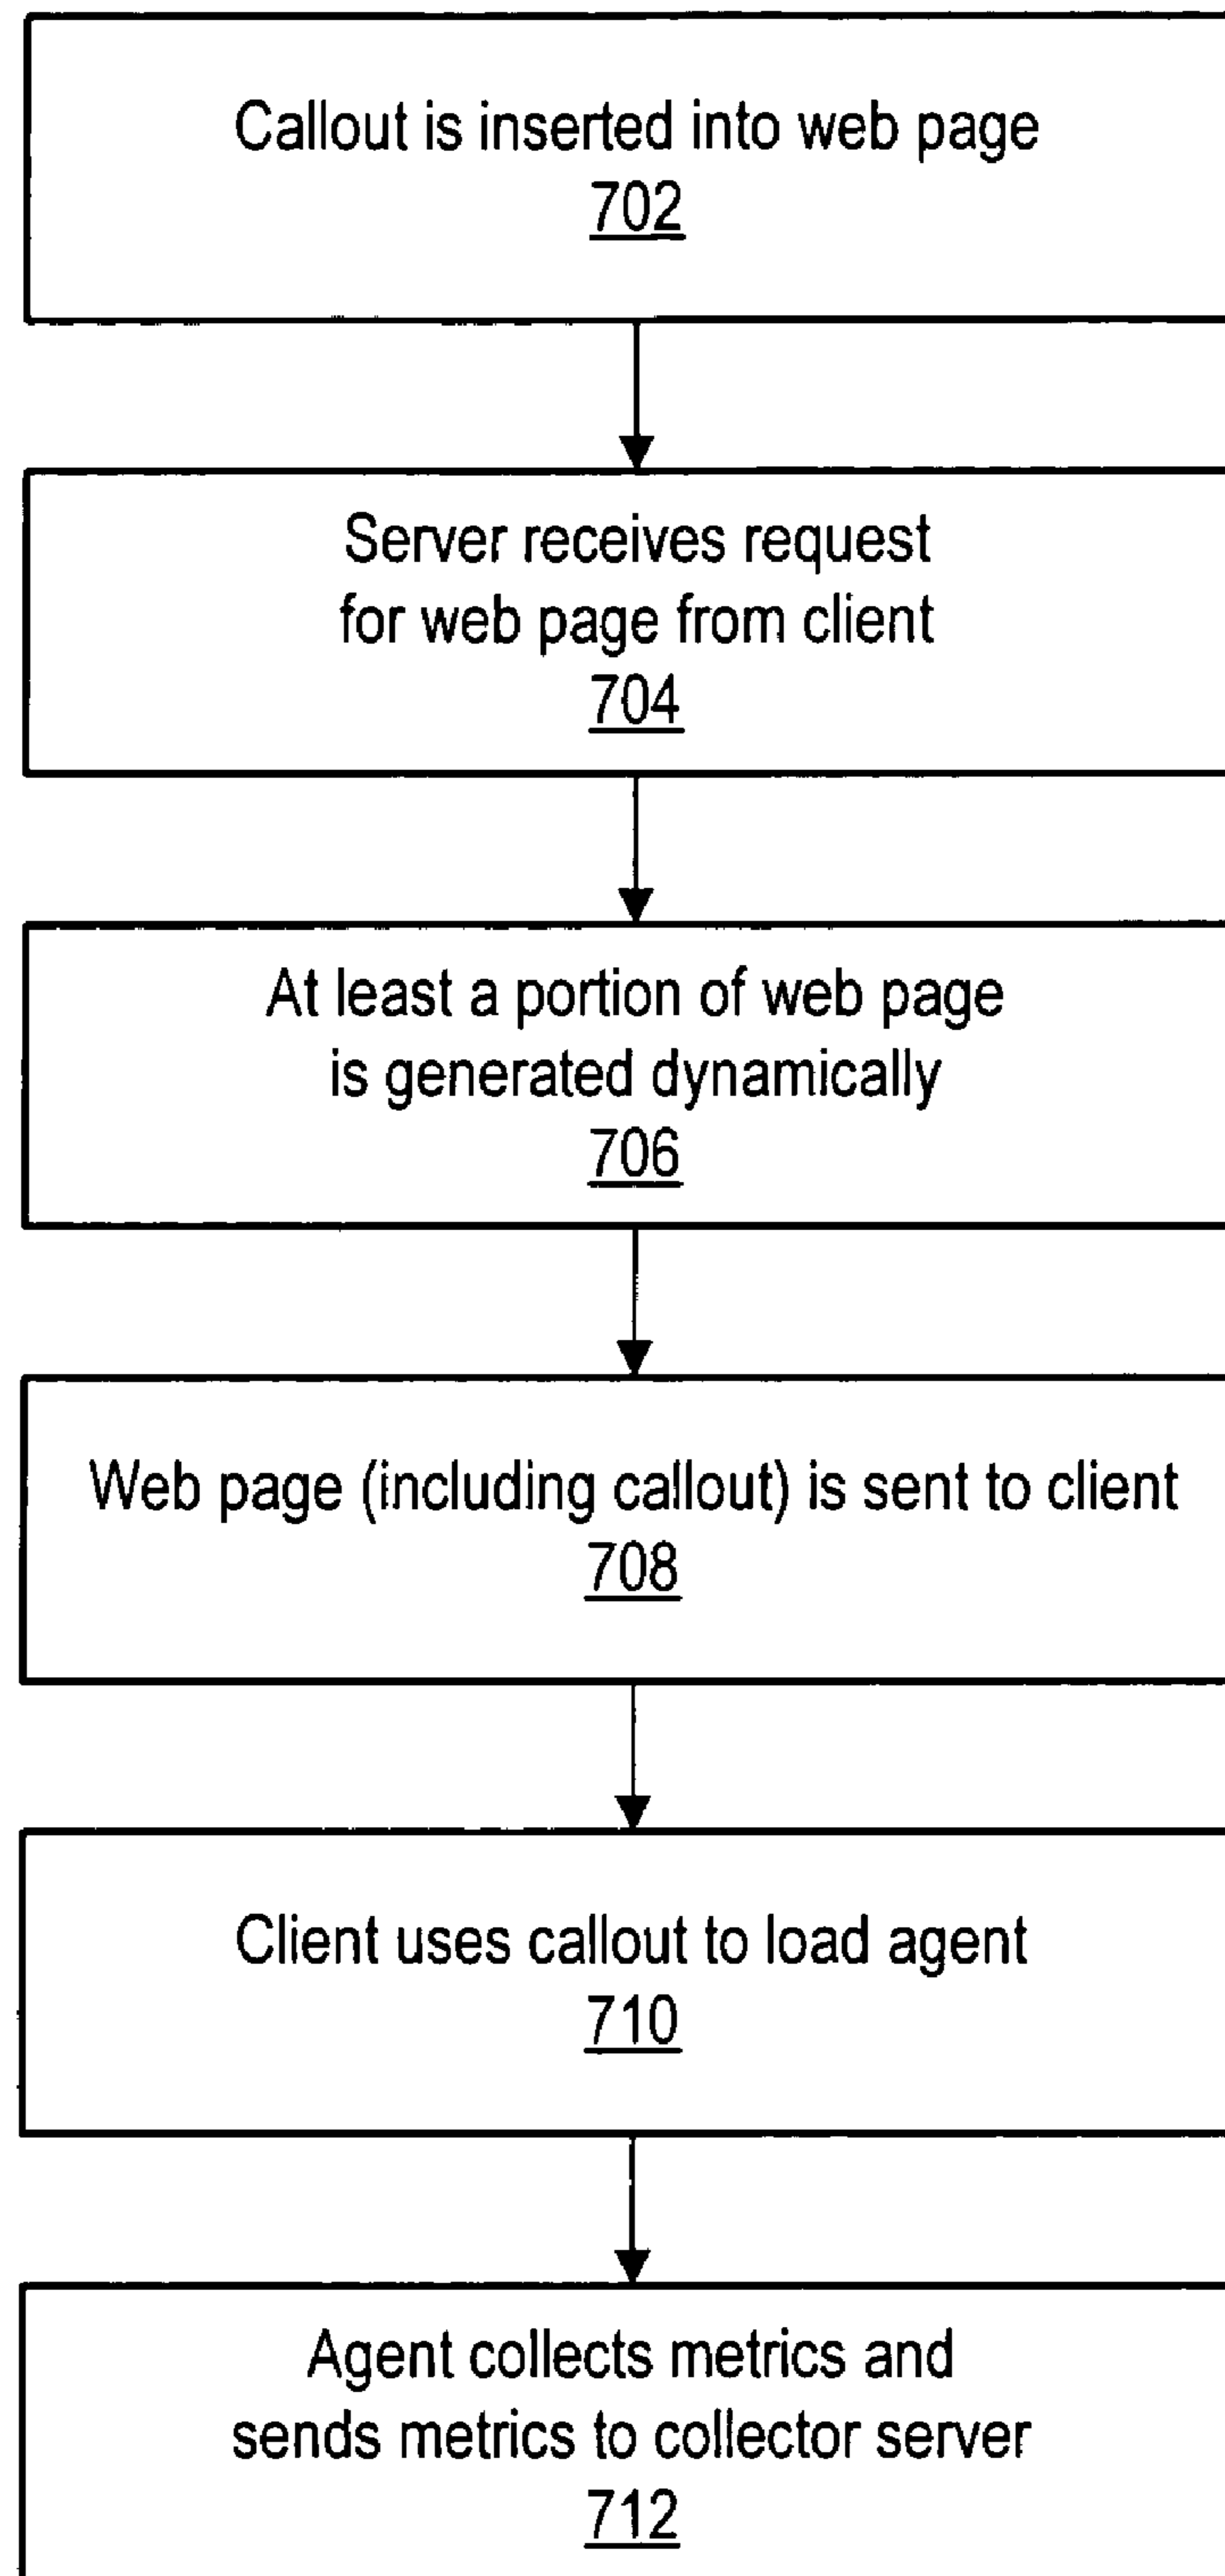 Callout is inserted into web page
702
Server receives request
for web page from client
704
At least a portion of web page
is generated dynamically
706
Web page (including callout) is sent to client
708
Client uses callout to load agent
710
Agent collects metrics and
sends metrics to collector server
712